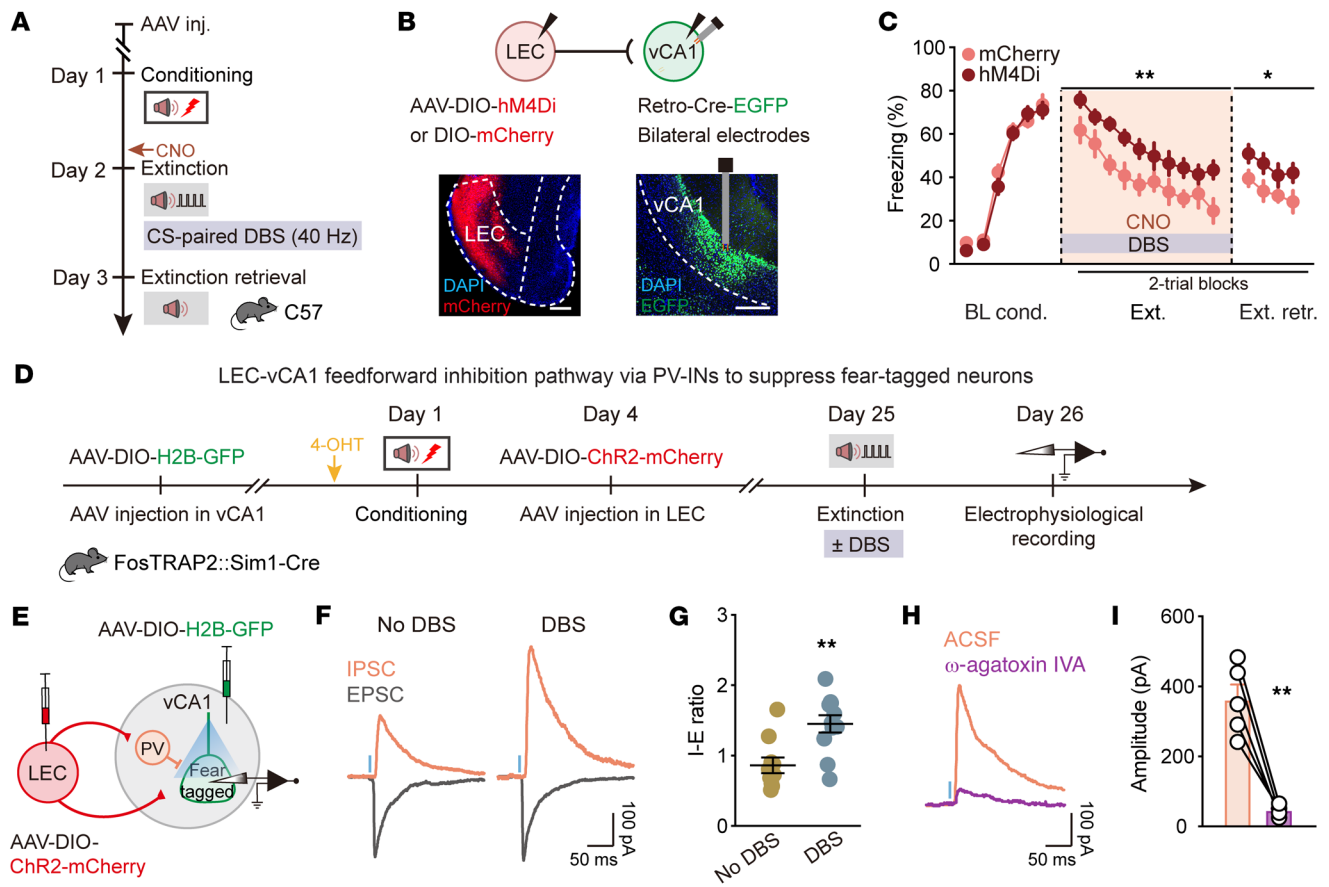 A
AAV inj.
Day 1
Conditioning
CNO
Day 2
Extinction
CS-paired DBS (40 Hz)
Day 3
Extinction retrieval
C57
B
LEC
vCA1
AAV-DIO-hM4Di
or DIO-mCherry
Retro-Cre-EGFP
Bilateral electrodes
LEC
DAPI
mCherry
vCA1
DAPI
EGFP
C
mCherry
hM4Di
**
*
Freezing (%)
100
80
60
40
20
0
CNO
DBS
2-trial blocks
BL cond.
Ext.
Ext. retr.
D
LEC-vCA1 feedforward inhibition pathway via PV-INs to suppress fear-tagged neurons
Day 1
Day 4
Day 25
Day 26
AAV-DIO-H2B-GFP
4-OHT
AAV-DIO-ChR2-mCherry
AAV injection in vCA1
Conditioning
AAV injection in LEC
Extinction
± DBS
Electrophysiological
recording
FosTRAP2::Sim1-Cre
E
AAV-DIO-H2B-GFP
vCA1
PV
LEC
Fear
tagged
AAV-DIO-
ChR2-mCherry
F
No DBS
DBS
IPSC
EPSC
100 pA
50 ms
G
I-E ratio
3
2
1
0
**
No DBS
DBS
H
ACSF
ω-agatoxin IVA
100 pA
50 ms
I
Amplitude (pA)
600
400
200
0
**